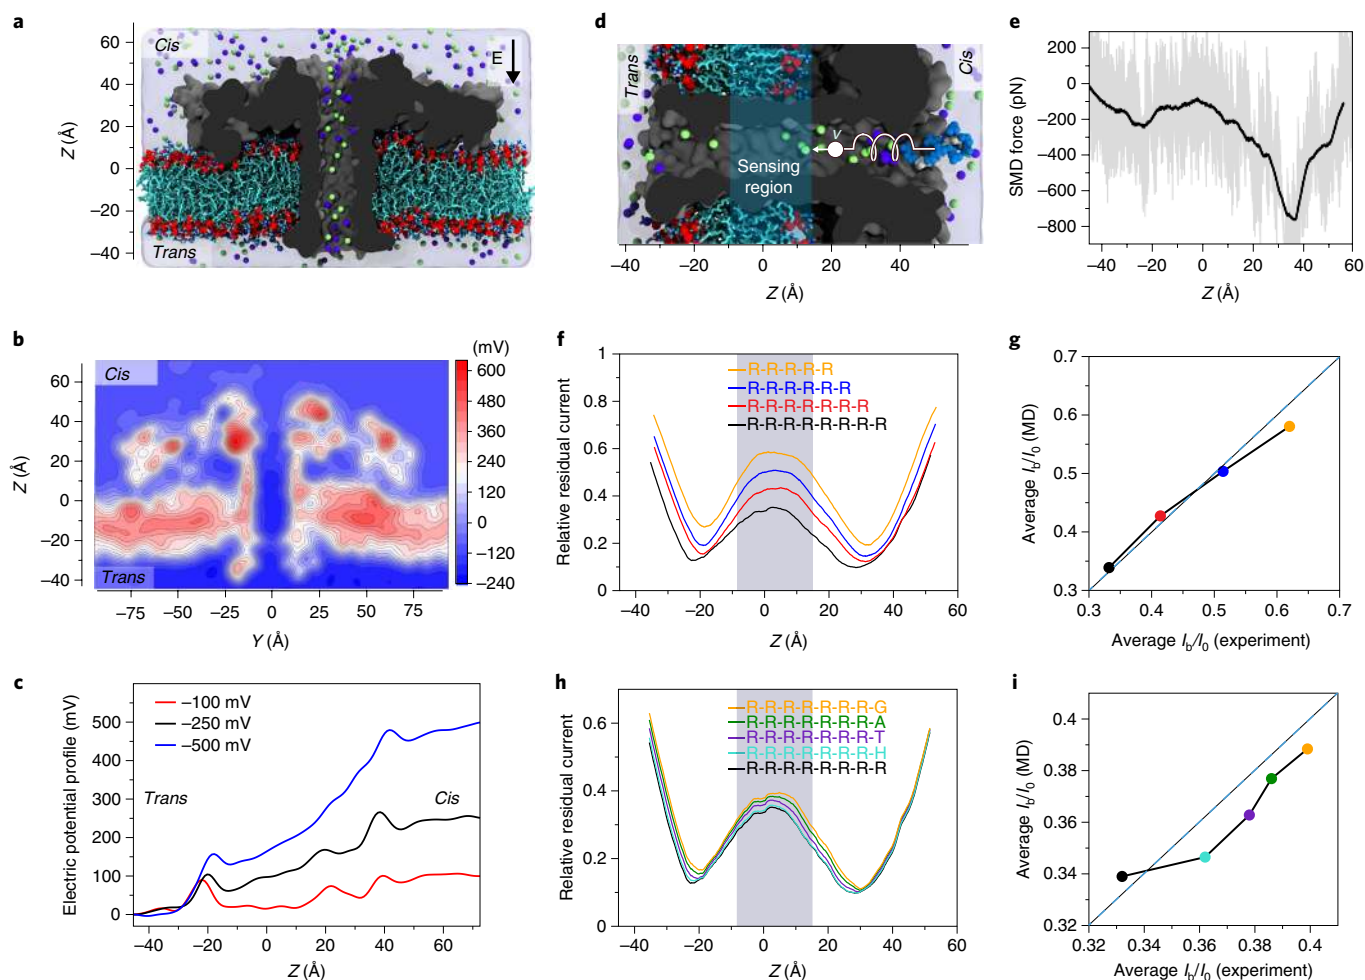 a
Cis
E
Trans
60
40
20
0
–20
–40
Z (Å)
d
Trans
Cis
v
Sensing
region
–40
–20
0
20
40
Z (Å)
e
200
0
–200
–400
–600
–800
SMD force (pN)
–40
–20
0
20
40
60
Z (Å)
b
Cis
Trans
60
40
20
0
–20
–40
Z (Å)
–75
–50
–25
0
25
50
75
Y (Å)
(mV)
600
480
360
240
120
0
–120
–240
f
1
0.8
0.6
0.4
0.2
0
Relative residual current
R-R-R-R-R
R-R-R-R-R-R
R-R-R-R-R-R-R
R-R-R-R-R-R-R-R
–40
–20
0
20
40
60
Z (Å)
g
0.7
0.6
0.5
0.4
0.3
Average Ib/I0 (MD)
0.3
0.4
0.5
0.6
0.7
Average Ib/I0 (experiment)
c
–100 mV
–250 mV
–500 mV
Trans
Cis
500
400
300
200
100
0
Electric potential profile (mV)
–40
–20
0
20
40
60
Z (Å)
h
0.6
0.4
0.2
0
Relative residual current
R-R-R-R-R-R-R-G
R-R-R-R-R-R-R-A
R-R-R-R-R-R-R-T
R-R-R-R-R-R-R-H
R-R-R-R-R-R-R-R
–40
–20
0
20
40
60
Z (Å)
i
0.4
0.38
0.36
0.34
0.32
Average Ib/I0 (MD)
0.32
0.34
0.36
0.38
0.4
Average Ib/I0 (experiment)